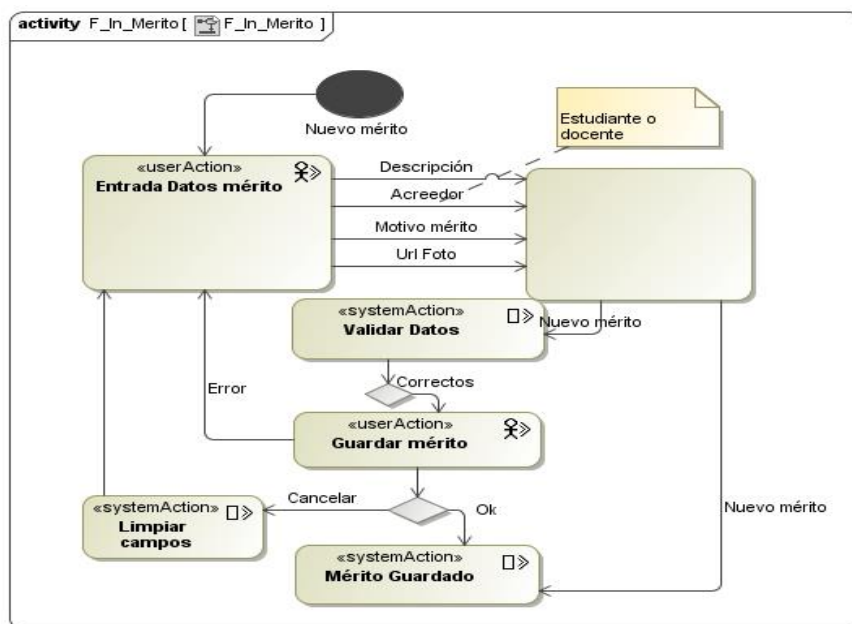 activity F_In_Merito [ F_In_Merito ]
Nuevo mérito
Estudiante o
docente
«userAction»
Entrada Datos mérito
Descripción
Acreedor
Motivo mérito
Url Foto
«systemAction»
Validar Datos
Nuevo mérito
Error
Correctos
«userAction»
Guardar mérito
Cancelar
Ok
Nuevo mérito
«systemAction»
Limpiar
campos
«systemAction»
Mérito Guardado